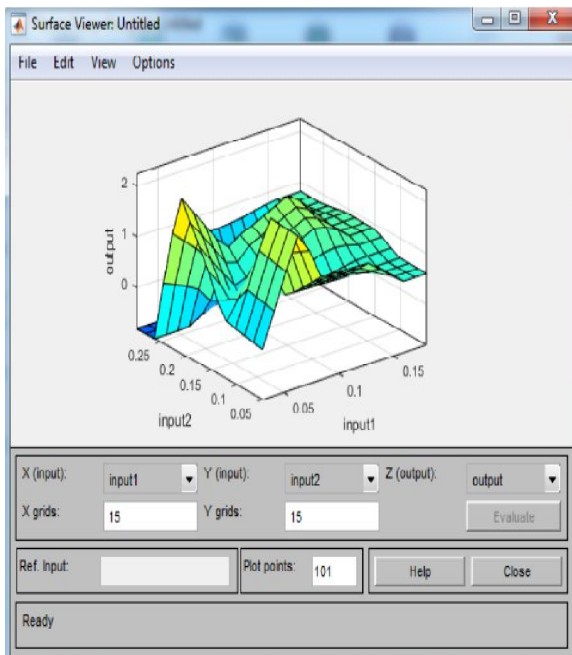 Surface Viewer: Untitled
File Edit View Options
2
1
0
output
0.25
0.2
0.15
0.1
0.05
input2
0.05
0.1
0.15
input1
X (input): input1 Y (input): input2 Z (output): output
X grids: 15 Y grids: 15 Evaluate
Ref. Input: Plot points: 101 Help Close
Ready